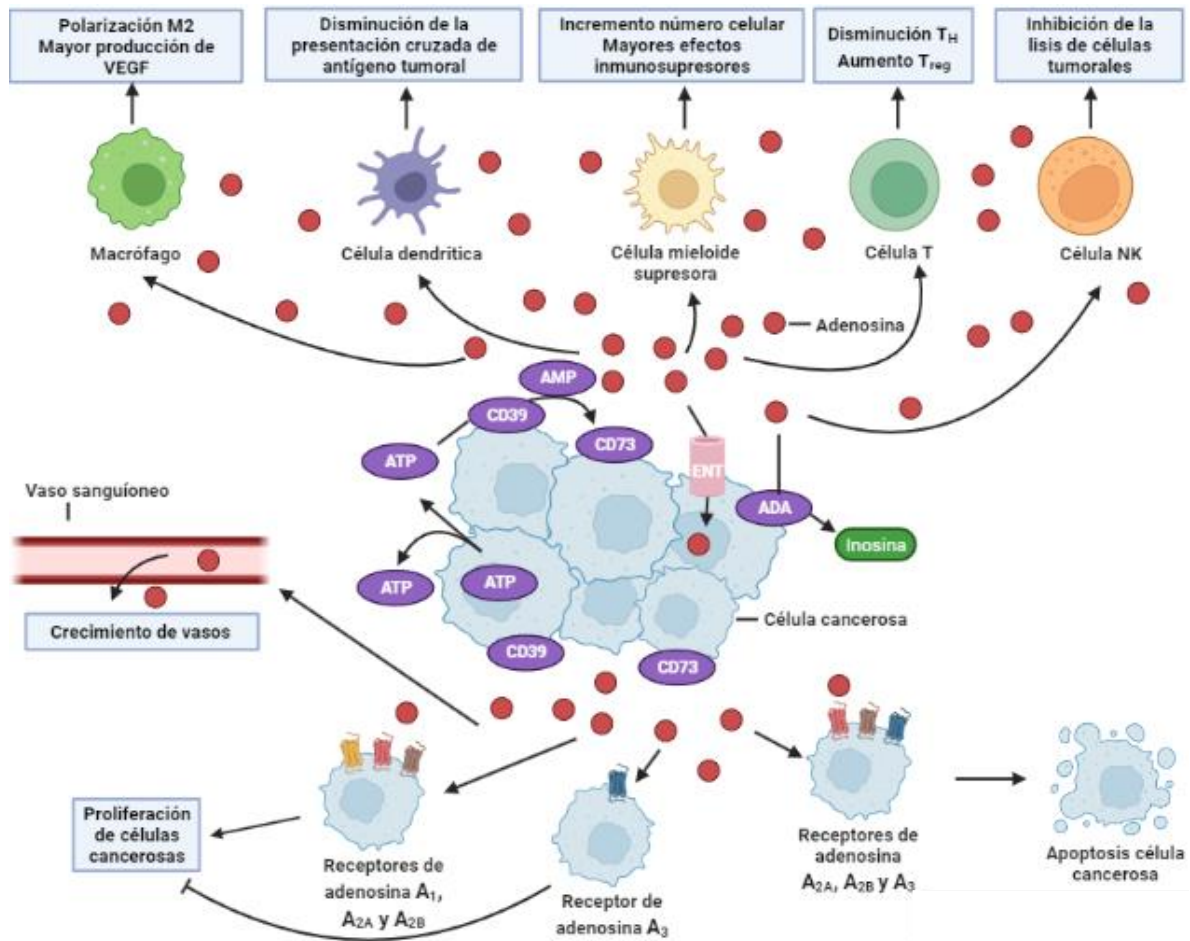 Polarización M2
Mayor producción de
VEGF
Disminución de la
presentación cruzada de
antígeno tumoral
Incremento número celular
Mayores efectos
inmunosupresores
Disminución TH
Aumento Treg
Inhibición de la
lisis de células
tumorales
Macrófago
Célula dendrítica
Célula mieloide
supresora
Célula T
Célula NK
Adenosina
AMP
CD39
CD73
ATP
ENT
ADA
Inosina
Vaso sanguíoneo
ATP
ATP
Crecimiento de vasos
Célula cancerosa
CD39
CD73
Proliferación
de células
cancerosas
Receptores de
adenosina A1,
A2A y A2B
Receptor de
adenosina A3
Receptores de
adenosina
A2A, A2B y A3
Apoptosis célula
cancerosa